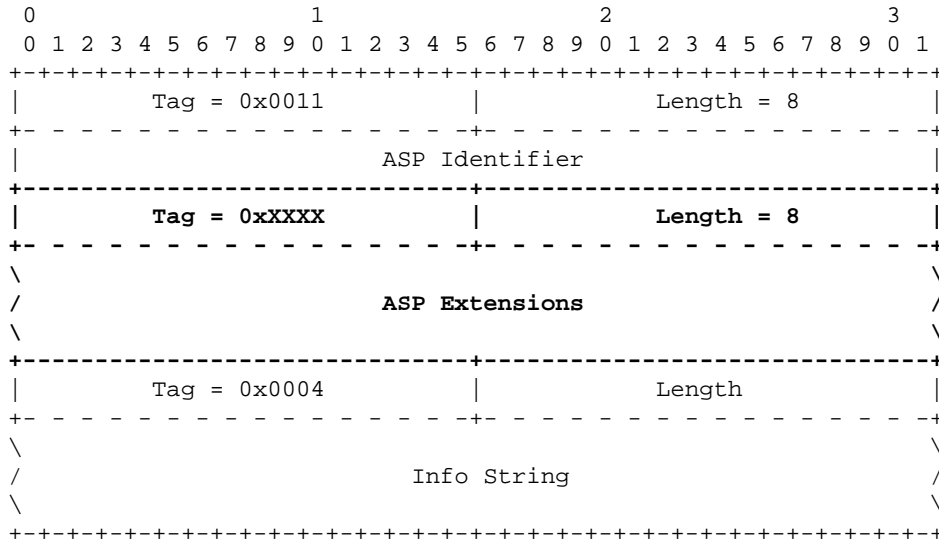 0                   1                   2                   3
 0 1 2 3 4 5 6 7 8 9 0 1 2 3 4 5 6 7 8 9 0 1 2 3 4 5 6 7 8 9 0 1
+-+-+-+-+-+-+-+-+-+-+-+-+-+-+-+-+-+-+-+-+-+-+-+-+-+-+-+-+-+-+-+-+
|         Tag = 0x0011          |            Length = 8         |
+- - - - - - - - - - - - - - - -+- - - - - - - - - - - - - - - -+
|                         ASP Identifier                        |
+-------------------------------+-------------------------------+
|         Tag = 0xXXXX          |            Length = 8         |
+- - - - - - - - - - - - - - - -+- - - - - - - - - - - - - - - -+
\                                                               \
/                         ASP Extensions                        /
\                                                               \
+-------------------------------+-------------------------------+
|         Tag = 0x0004          |            Length             |
+- - - - - - - - - - - - - - - -+- - - - - - - - - - - - - - - -+
\                                                               \
/                           Info String                         /
\                                                               \
+-+-+-+-+-+-+-+-+-+-+-+-+-+-+-+-+-+-+-+-+-+-+-+-+-+-+-+-+-+-+-+-+